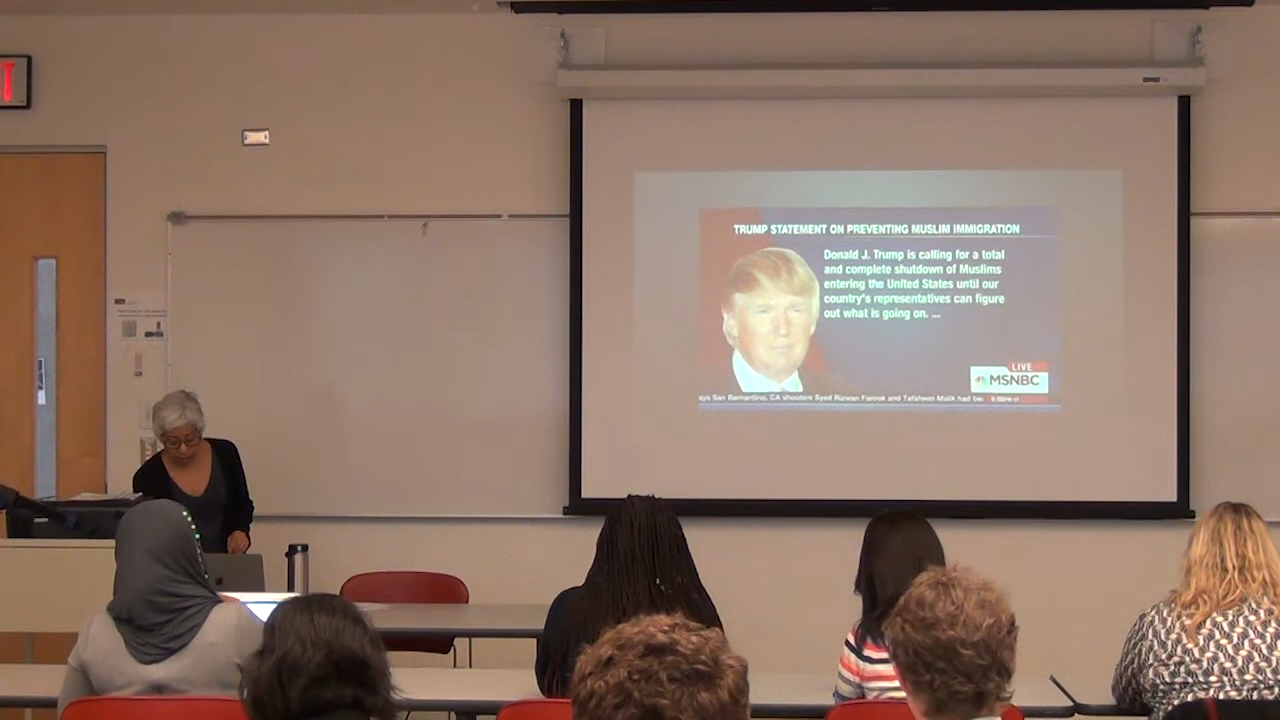 TRUMP STATEMENT ON PREVENTING MUSLIM IMMIGRATION
Donald J. Trump is calling for a total
and complete shutdown of Muslims
entering the United States until our
country's representatives can figure
out what is going on. ...
LIVE
MSNBC
ays San Bernardino, CA shooters Syed Rizwan Farook and Tafsheen Malik had be